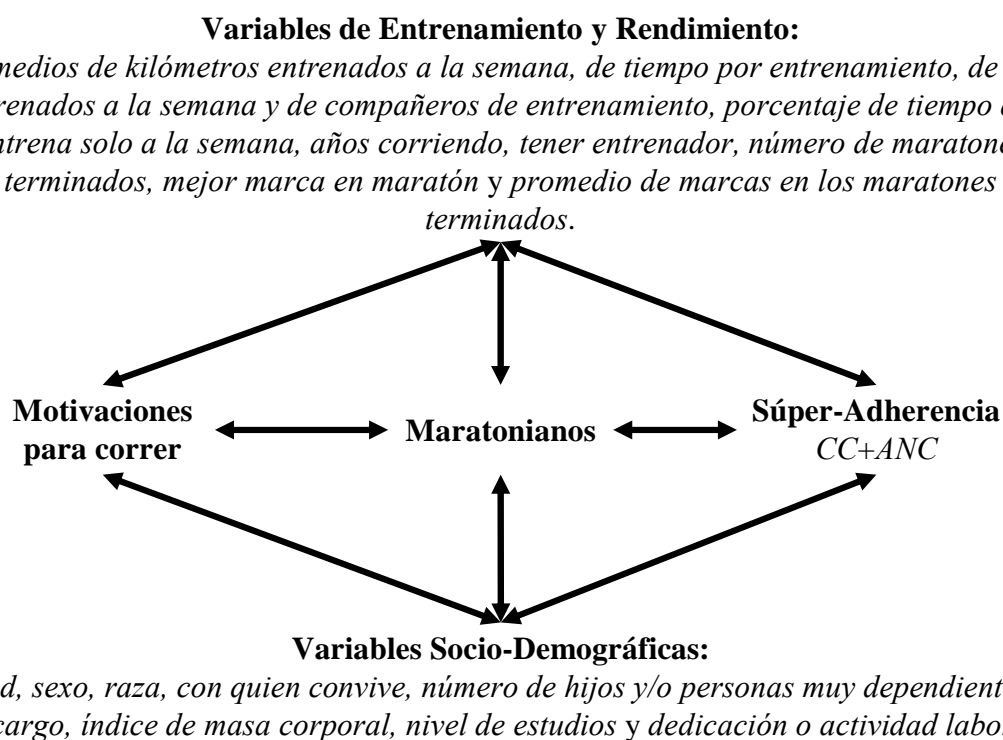 Variables de Entrenamiento y Rendimiento:
medios de kilómetros entrenados a la semana, de tiempo por entrenamiento, de
renados a la semana y de compañeros de entrenamiento, porcentaje de tiempo
ntrena solo a la semana, años corriendo, tener entrenador, número de maratone
terminados, mejor marca en maratón y promedio de marcas en los maratones
terminados.
Motivaciones
para correr
Maratonianos
Súper-Adherencia
CC+ANC
Variables Socio-Demográficas:
d, sexo, raza, con quien convive, número de hijos y/o personas muy dependient
cargo, índice de masa corporal, nivel de estudios y dedicación o actividad labo